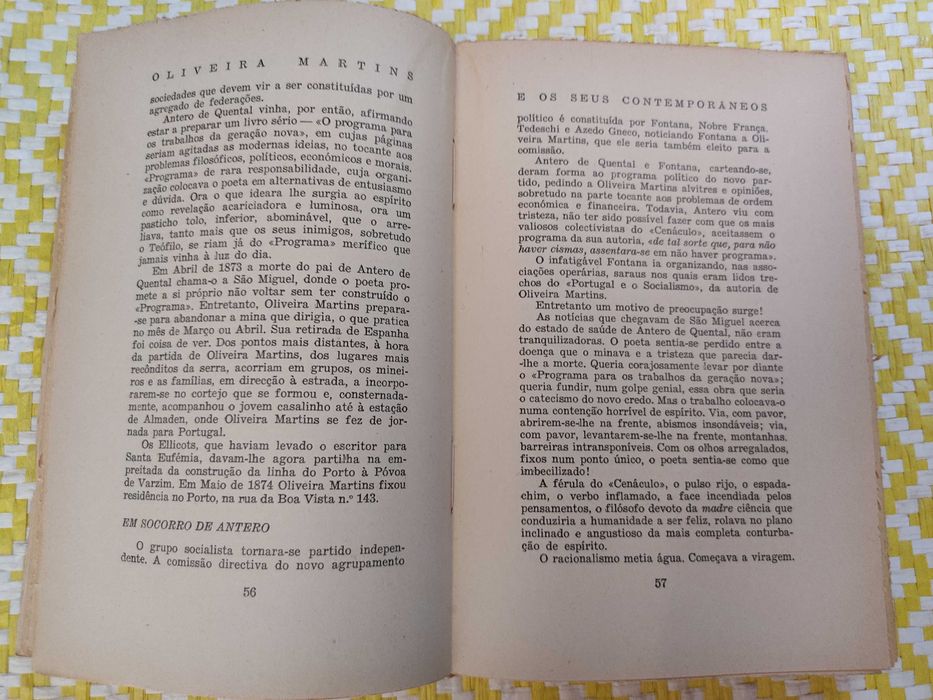 OLIVEIRA MARTINS
sociedades que devem vir a ser constituídas por um
agregado de federações.
Antero de Quental vinha, por então, afirmando
estar a preparar um livro sério — «O programa para
os trabalhos da geração nova», em cujas páginas
seriam agitadas as modernas ideias, no tocante aos
problemas filosóficos, políticos, económicos e morais.
«Programa» de rara responsabilidade, cuja organi-
zação colocava o poeta em alternativas de entusiasmo
e dúvida. Ora o que ideara lhe surgia ao espírito
como revelação acariciadora e luminosa, ora um
pasticho tolo, inferior, abominável, que o arre-
liava, tanto mais que os seus inimigos, sobretudo
o Teófilo, se riam já do «Programa» merífico que
jamais vinha à luz do dia.
Em Abril de 1873 a morte do pai de Antero de
Quental chama-o a São Miguel, donde o poeta pro-
mete a si próprio não voltar sem ter construído o
«Programa». Entretanto, Oliveira Martins prepara-
-se para abandonar a mina que dirigia, o que pratica
no mês de Março ou Abril. Sua retirada de Espanha
foi coisa de ver. Dos pontos mais distantes, à hora
da partida de Oliveira Martins, dos lugares mais
recônditos da serra, acorriam em grupos, os minei-
ros e as famílias, em direcção à estrada, a incorpo-
rarem-se no cortejo que se formou e, consternada-
mente, acompanhou o jovem casalinho até à estação
de Almaden, onde Oliveira Martins se fez de jor-
nada para Portugal.
Os Ellicots, que haviam levado o escritor para
Santa Eufémia, davam-lhe agora partilha na em-
preitada da construção da linha do Porto à Póvoa
de Varzim. Em Maio de 1874 Oliveira Martins fixou
residência no Porto, na rua da Boa Vista n.º 143.
EM SOCORRO DE ANTERO
O grupo socialista tornara-se partido indepen-
dente. A comissão directiva do novo agrupamento
56
E OS SEUS CONTEMPORÂNEOS
político é constituída por Fontana, Nobre França,
Tedeschi e Azedo Gneco, noticiando Fontana a Oli-
veira Martins, que ele seria também eleito para a
comissão.
Antero de Quental e Fontana, carteando-se,
deram forma ao programa político do novo par-
tido, pedindo a Oliveira Martins alvitres e opiniões,
sobretudo na parte tocante aos problemas de ordem
económica e financeira. Todavia, Antero viu com
tristeza, não ter sido possível fazer com que os mais
valiosos colectivistas do «Cenáculo», aceitassem o
programa da sua autoria, «de tal sorte que, para não
haver cismas, assentara-se em não haver programa».
O infatigável Fontana ia organizando, nas asso-
ciações operárias, saraus nos quais eram lidos tre-
chos do «Portugal e o Socialismo», da autoria de
Oliveira Martins.
Entretanto um motivo de preocupação surge!
As notícias que chegavam de São Miguel acerca
do estado de saúde de Antero de Quental, não eram
tranquilizadoras. O poeta sentia-se perdido entre a
doença que o minava e a tristeza que parecia dar-
-lhe a morte. Queria corajosamente levar por diante
o «Programa para os trabalhos da geração nova»;
queria fundir, num golpe genial, essa obra que seria
o catecismo do novo credo. Mas o trabalho colocava-o
numa contenção horrível de espírito. Via, com pavor,
abrirem-se-lhe na frente, abismos insondáveis; via,
com pavor, levantarem-se-lhe na frente, montanhas,
barreiras intransponíveis. Com os olhos arregalados,
fixos num ponto único, o poeta sentia-se como que
imbecilizado!
A férula do «Cenáculo», o pulso rijo, o espada-
chim, o verbo inflamado, a face incendiada pelos
pensamentos, o filósofo devoto da madre ciência que
conduziria a humanidade a ser feliz, rolava no plano
inclinado e angustioso da mais completa conturba-
ção de espírito.
O racionalismo metia água. Começava a viragem.
57